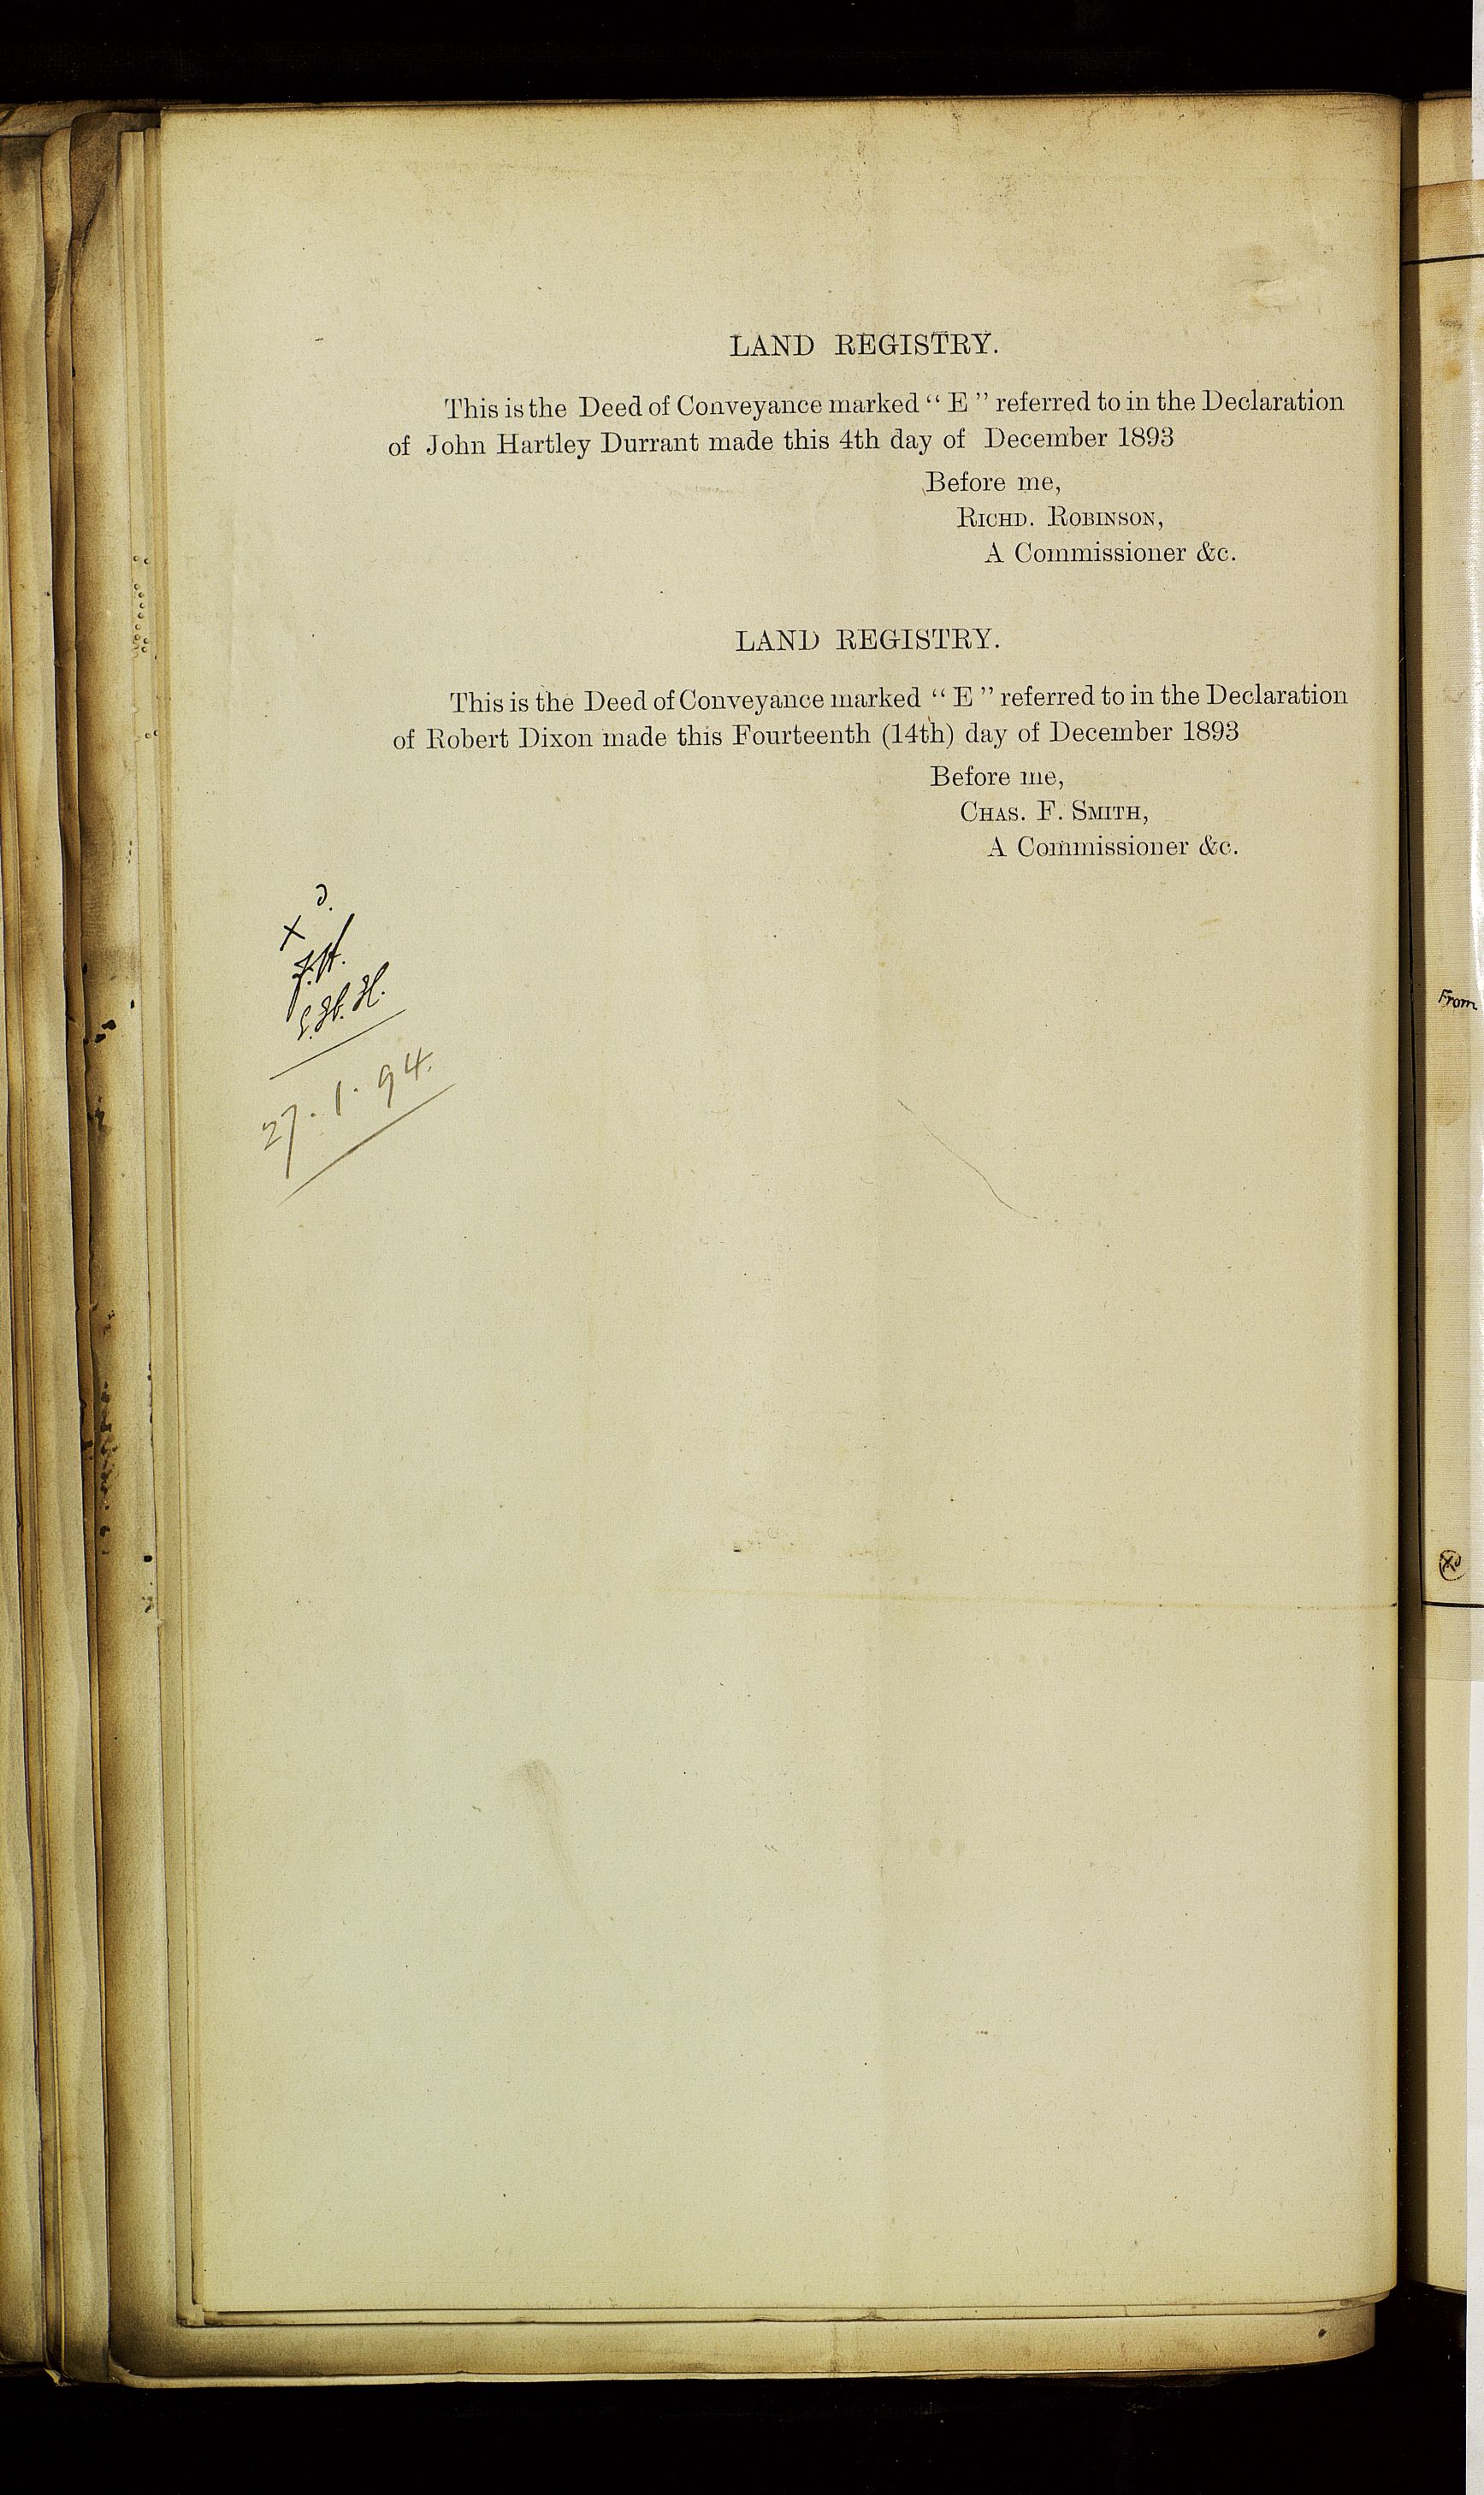 LAND REGISTRY.
This is the Deed of Conveyance marked “ E ” referred to in the Declaration
of John Hartley Durrant made this 4th day of December 1893
Before me,
RICHD. ROBINSON,
A Commissioner &c.
LAND REGISTRY.
This is the Deed of Conveyance marked “ E ” referred to in the Declaration
of Robert Dixon made this Fourteenth (14th) day of December 1893
Before me,
CHAS. F. SMITH,
A Commissioner &c.
X
27. 1. 94.
From